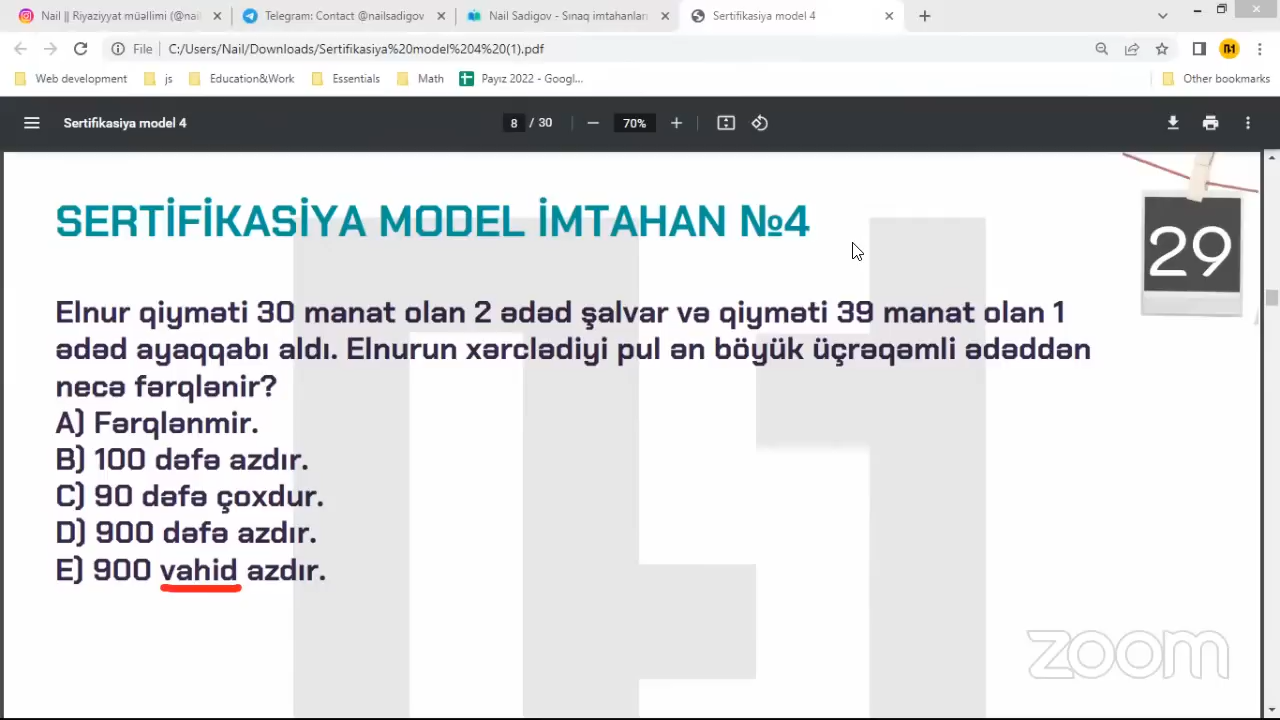 Nail || Riyaziyyat müəllimi (@nail
Telegram: Contact @nailsadigov
Nail Sadigov - Sınaq imtahanları
Sertifikasiya model 4
File
C:/Users/Nail/Downloads/Sertifikasiya%20model%204%20(1).pdf
Web development
js
Education&Work
Essentials
Math
Payız 2022 - Googl...
Other bookmarks
Sertifikasiya model 4
8 / 30
70%
SERTİFİKASİYA MODEL İMTAHAN №4
29
Elnur qiyməti 30 manat olan 2 ədəd şalvar və qiyməti 39 manat olan 1
ədəd ayaqqabı aldı. Elnurun xərclədiyi pul ən böyük üçrəqəmli ədəddən
necə fərqlənir?
A) Fərqlənmir.
B) 100 dəfə azdır.
C) 90 dəfə çoxdur.
D) 900 dəfə azdır.
E) 900 vahid azdır.
zoom